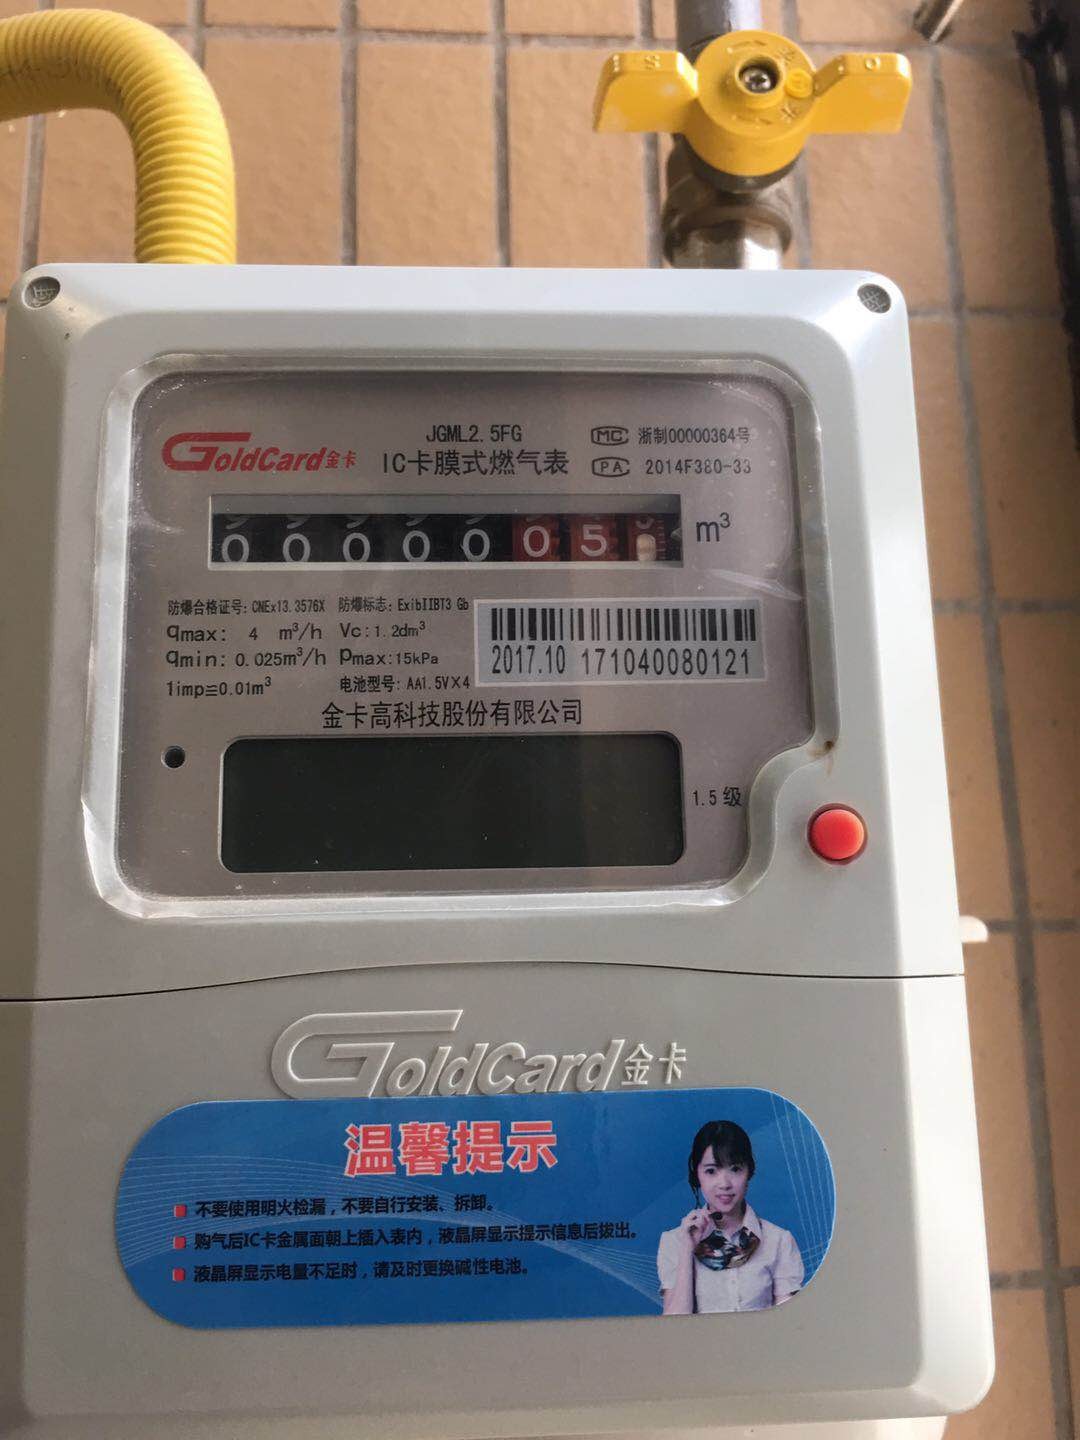 S O
GoldCard金卡
JGML2.5FG
IC卡膜式燃气表
MC 浙制00000364号
PA 2014F380-33
0 0 0 0 0 0 5
m³
防爆合格证号：CNEx13.3576X 防爆标志：ExibIIBT3 Gb
qmax: 4 m³/h Vc:1.2dm³
qmin: 0.025m³/h Pmax:15kPa
1imp≡0.01m³ 电池型号：AA1.5V×4
2017.10 171040080121
金卡高科技股份有限公司
1.5 级
GoldCard金卡
温馨提示
不要使用明火检漏，不要自行安装、拆卸。
购气后IC卡金属面朝上插入表内，液晶屏显示提示信息后拔出。
液晶屏显示电量不足时，请及时更换碱性电池。